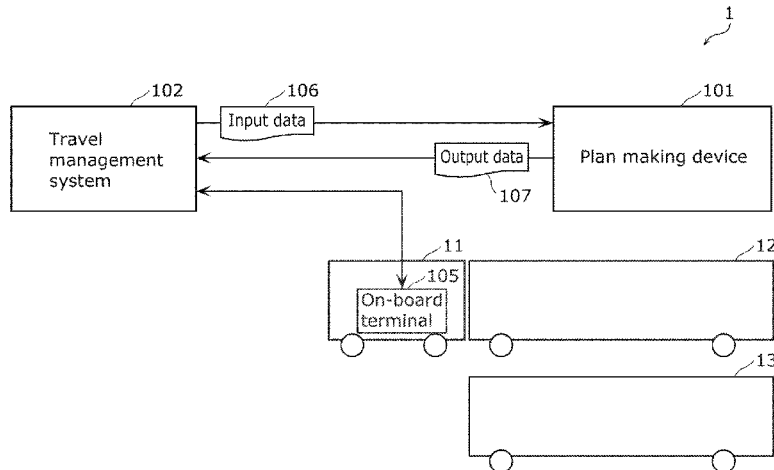 1
102
106
101
Travel
management
system
Input data
Plan making device
Output data
107
11
12
105
On-board
terminal
13